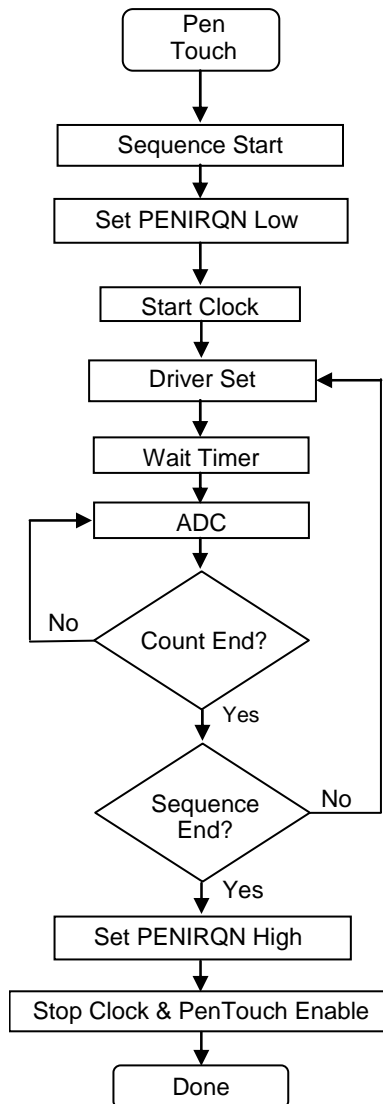 Pen
Touch
Sequence Start
Set PENIRQN Low
Start Clock
Driver Set
Wait Timer
ADC
No
Count End?
Yes
Sequence
End?
No
Yes
Set PENIRQN High
Stop Clock & PenTouch Enable
Done